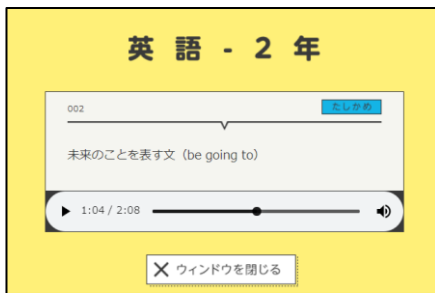 英語-2年
002
たしかめ
未来のことを表す文（be going to）
1:04 / 2:08
ウィンドウを閉じる